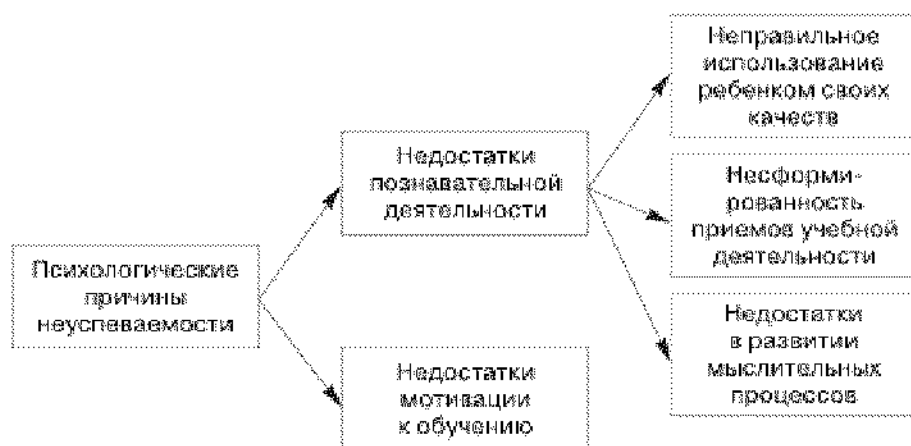 Психологические
причины
неуспеваемости
Недостатки
познавательной
деятельности
Недостатки
мотивации
к обучению
Неправильное
использование
ребенком своих
качеств
Несформи-
рованность
приемов учебной
деятельности
Недостатки
в развитии
мыслительных
процессов